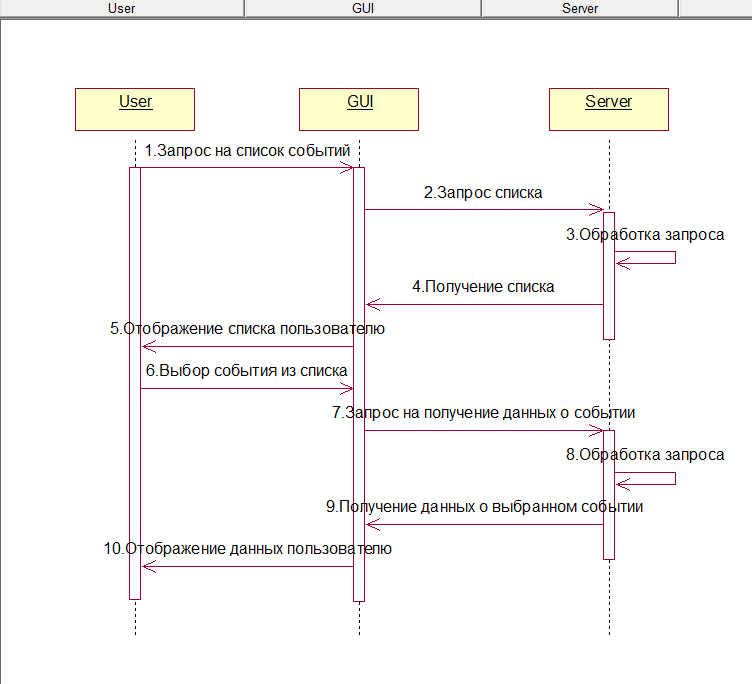 User GUI Server
User GUI Server
1.Запрос на список событий
2.Запрос списка
3.Обработка запроса
4.Получение списка
5.Отображение списка пользователю
6.Выбор события из списка
7.Запрос на получение данных о событии
8.Обработка запроса
9.Получение данных о выбранном событии
10.Отображение данных пользователю